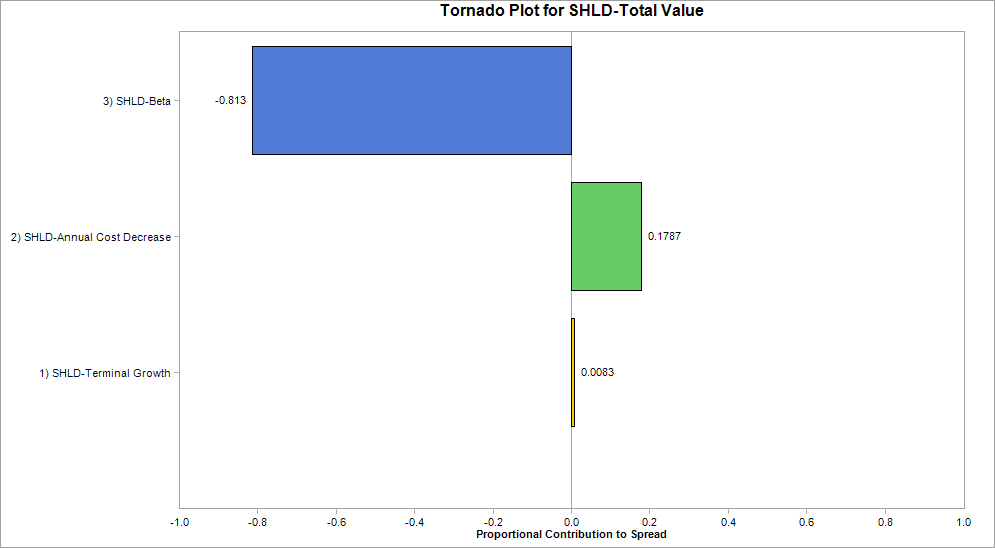 Tornado Plot for SHLD-Total Value
3) SHLD-Beta
-0.813
2) SHLD-Annual Cost Decrease
0.1787
1) SHLD-Terminal Growth
0.0083
-1.0 -0.8 -0.6 -0.4 -0.2 0.0 0.2 0.4 0.6 0.8 1.0
Proportional Contribution to Spread